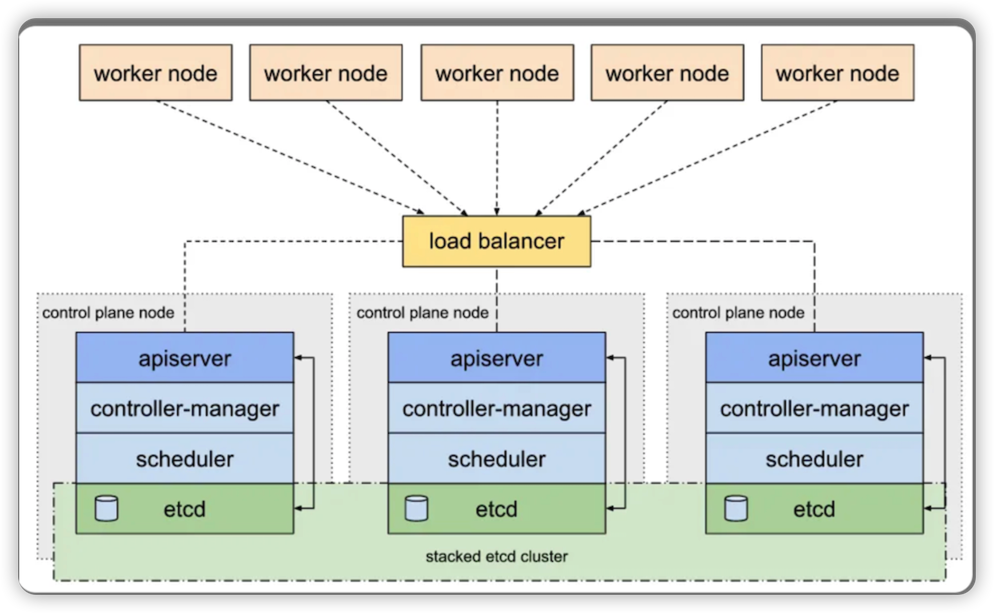 worker node
worker node
worker node
worker node
worker node
load balancer
control plane node
apiserver
controller-manager
scheduler
etcd
control plane node
apiserver
controller-manager
scheduler
etcd
control plane node
apiserver
controller-manager
scheduler
etcd
stacked etcd cluster